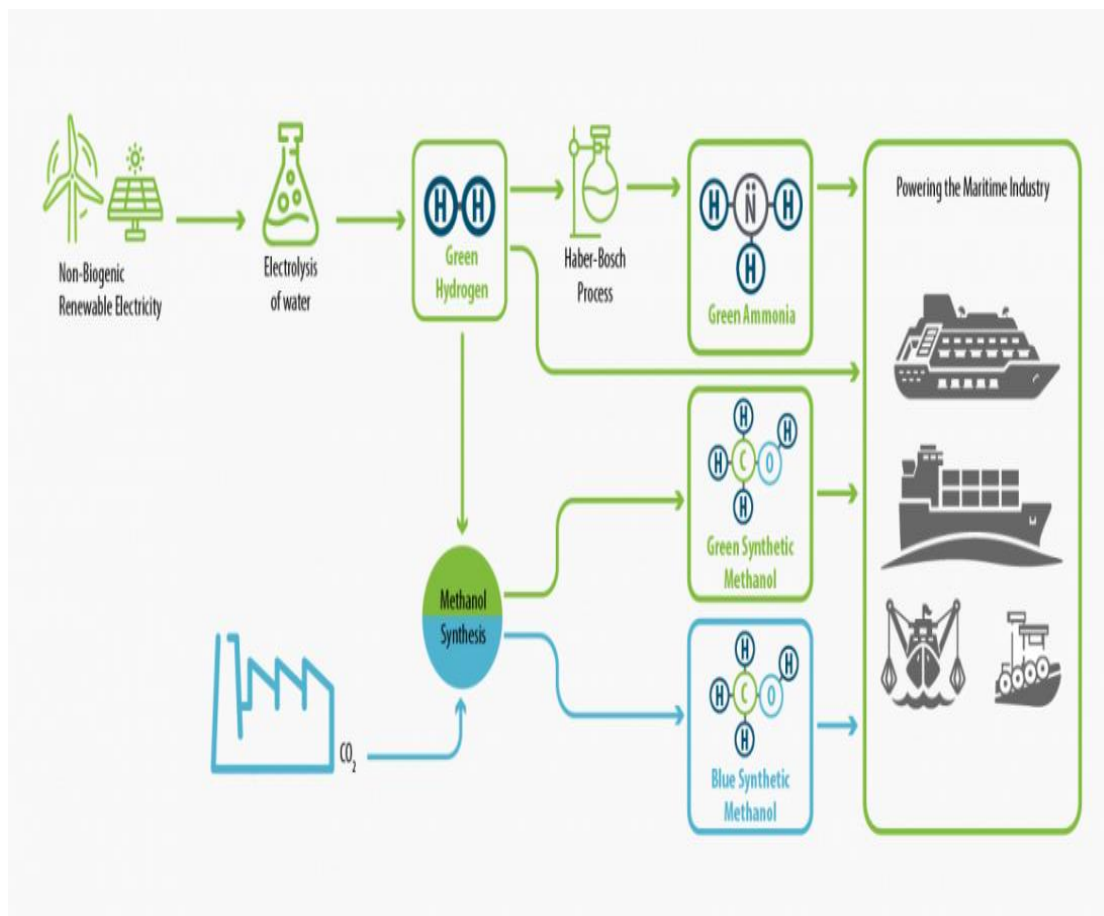 Non-Biogenic
Renewable Electricity
Electrolysis
of water
H H
Green
Hydrogen
Haber-Bosch
Process
H N H
H
Green Ammonia
Powering the Maritime Industry
H
H
H C O
H
Green Synthetic
Methanol
Methanol
Synthesis
CO2
H
H
H C O
H
Blue Synthetic
Methanol